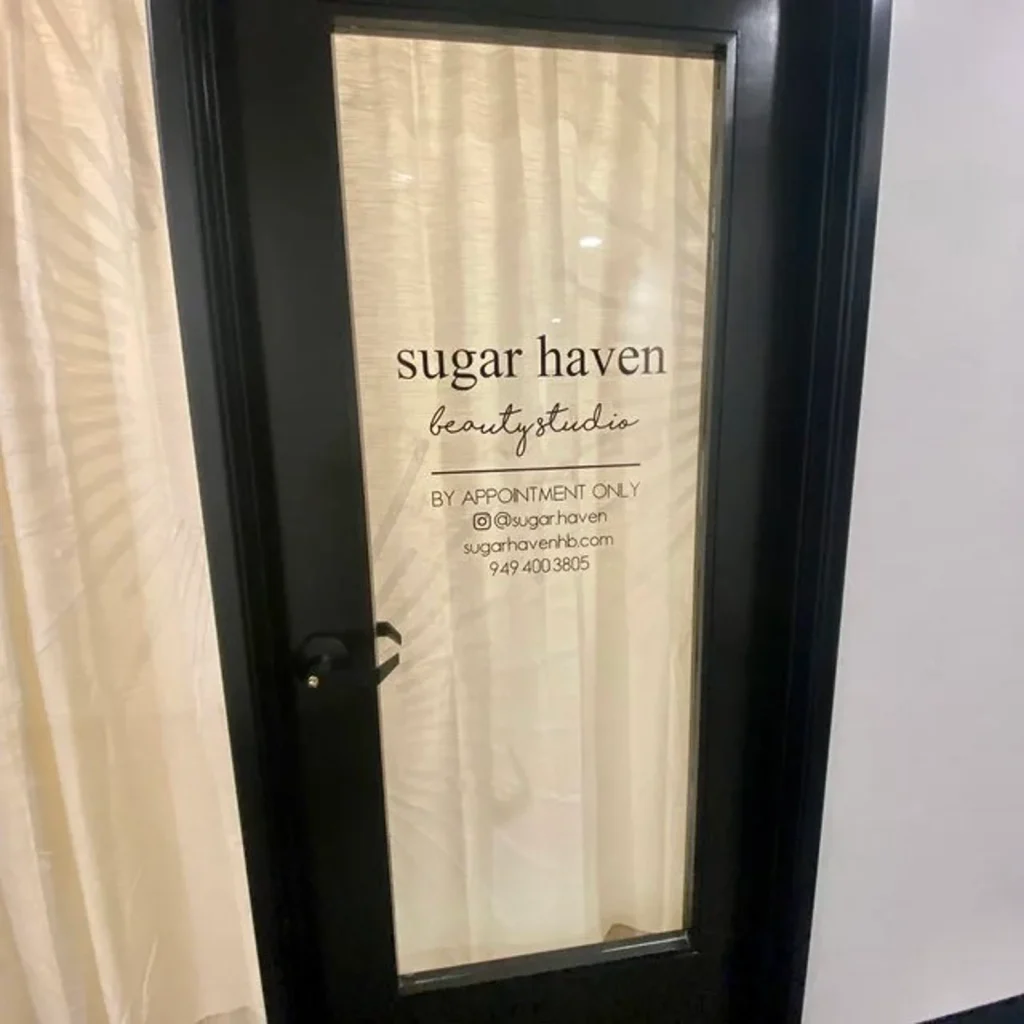 sugar haven
beautystudio
BY APPOINTMENT ONLY
@sugar.haven
sugarhavenhb.com
949 400 3805